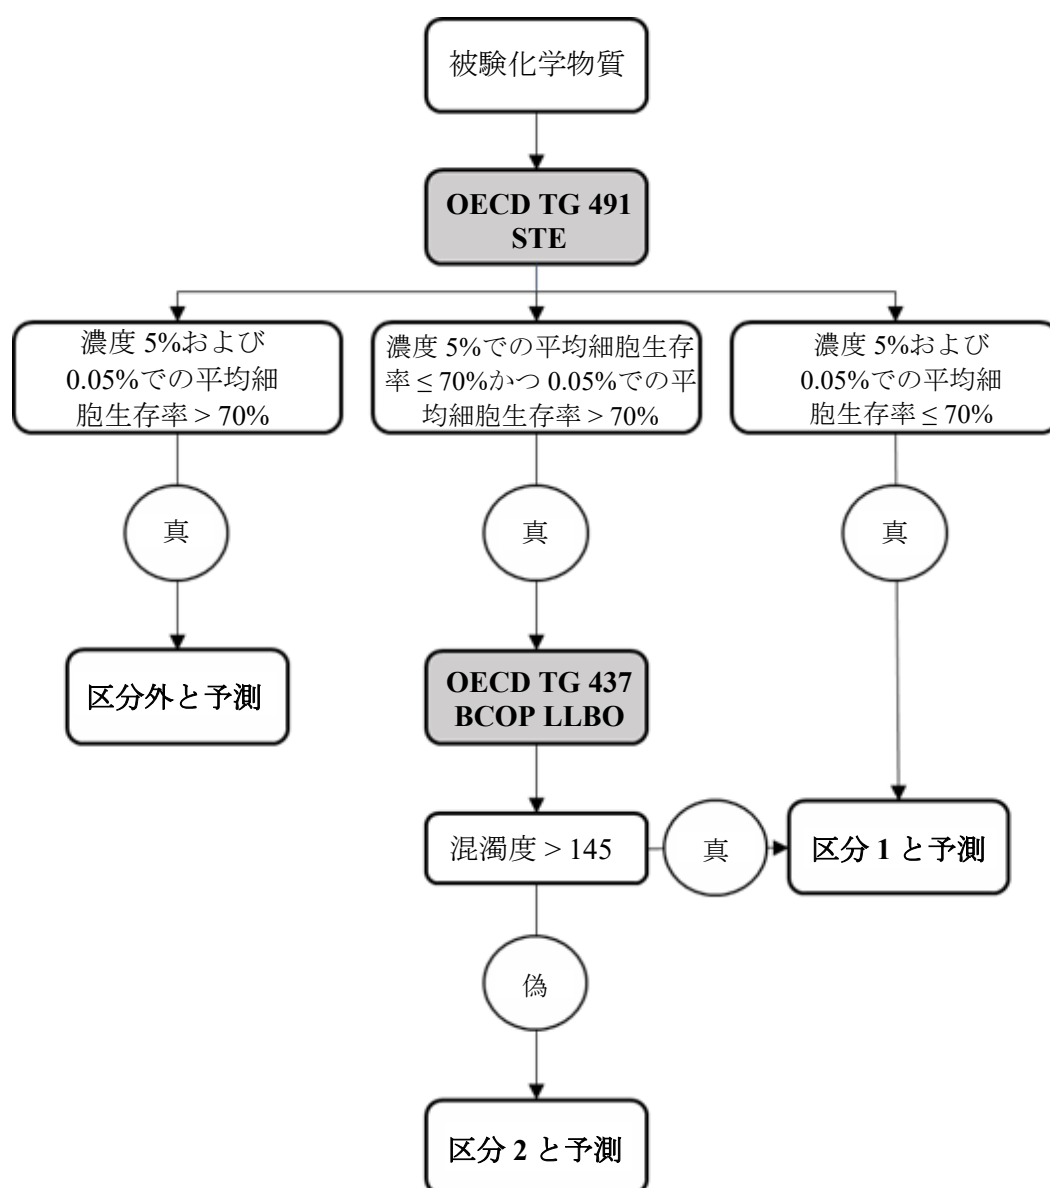 被験化学物質
OECD TG 491
STE
濃度 5%および
0.05%での平均細
胞生存率 > 70%
濃度 5%での平均細胞生存
率 ≤ 70%かつ 0.05%での平
均細胞生存率 > 70%
濃度 5%および
0.05%での平均細
胞生存率 ≤ 70%
真
真
真
区分外と予測
OECD TG 437
BCOP LLBO
混濁度 > 145
真
区分 1 と予測
偽
区分 2 と予測